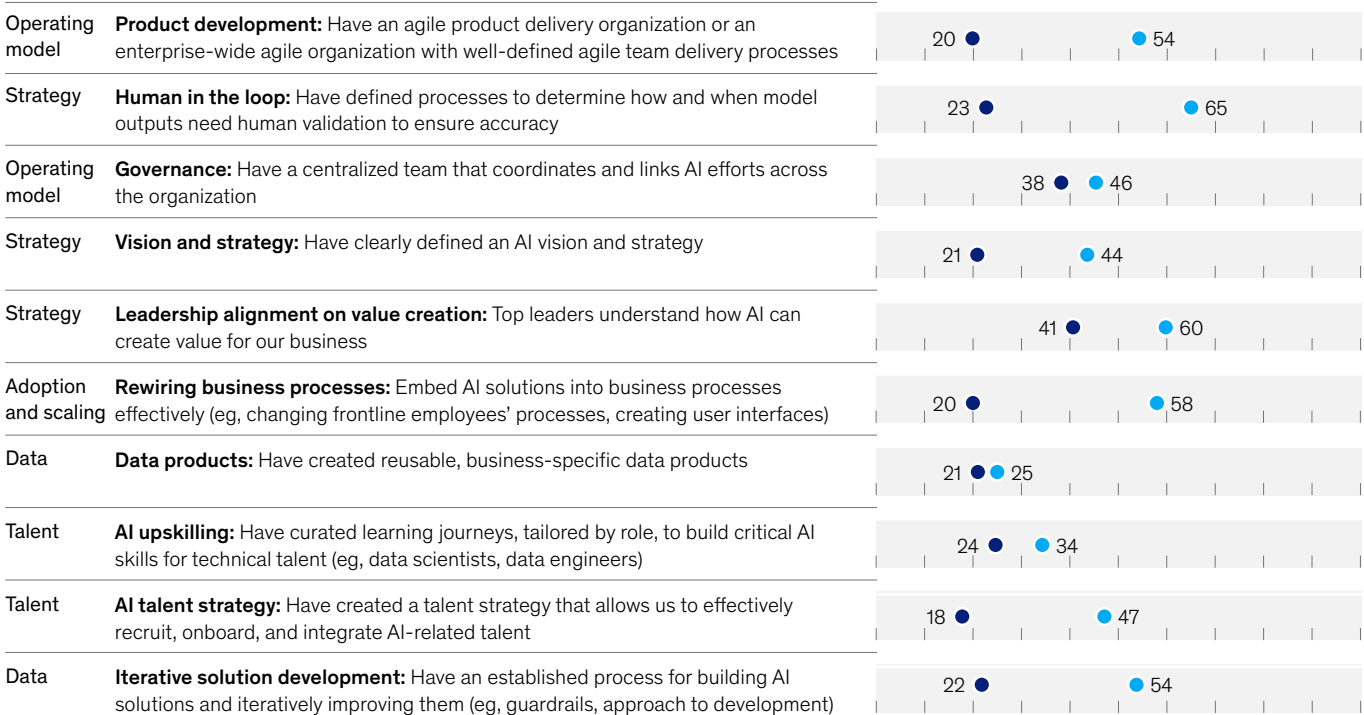 Operating Product development: Have an agile product delivery organization or an
model enterprise-wide agile organization with well-defined agile team delivery processes
20 54
Strategy Human in the loop: Have defined processes to determine how and when model
outputs need human validation to ensure accuracy
23 65
Operating Governance: Have a centralized team that coordinates and links AI efforts across
model the organization
38 46
Strategy Vision and strategy: Have clearly defined an AI vision and strategy
21 44
Strategy Leadership alignment on value creation: Top leaders understand how AI can
create value for our business
41 60
Adoption Rewiring business processes: Embed AI solutions into business processes
and scaling effectively (eg, changing frontline employees’ processes, creating user interfaces)
20 58
Data Data products: Have created reusable, business-specific data products
21 25
Talent AI upskilling: Have curated learning journeys, tailored by role, to build critical AI
skills for technical talent (eg, data scientists, data engineers)
24 34
Talent AI talent strategy: Have created a talent strategy that allows us to effectively
recruit, onboard, and integrate AI-related talent
18 47
Data Iterative solution development: Have an established process for building AI
solutions and iteratively improving them (eg, guardrails, approach to development)
22 54